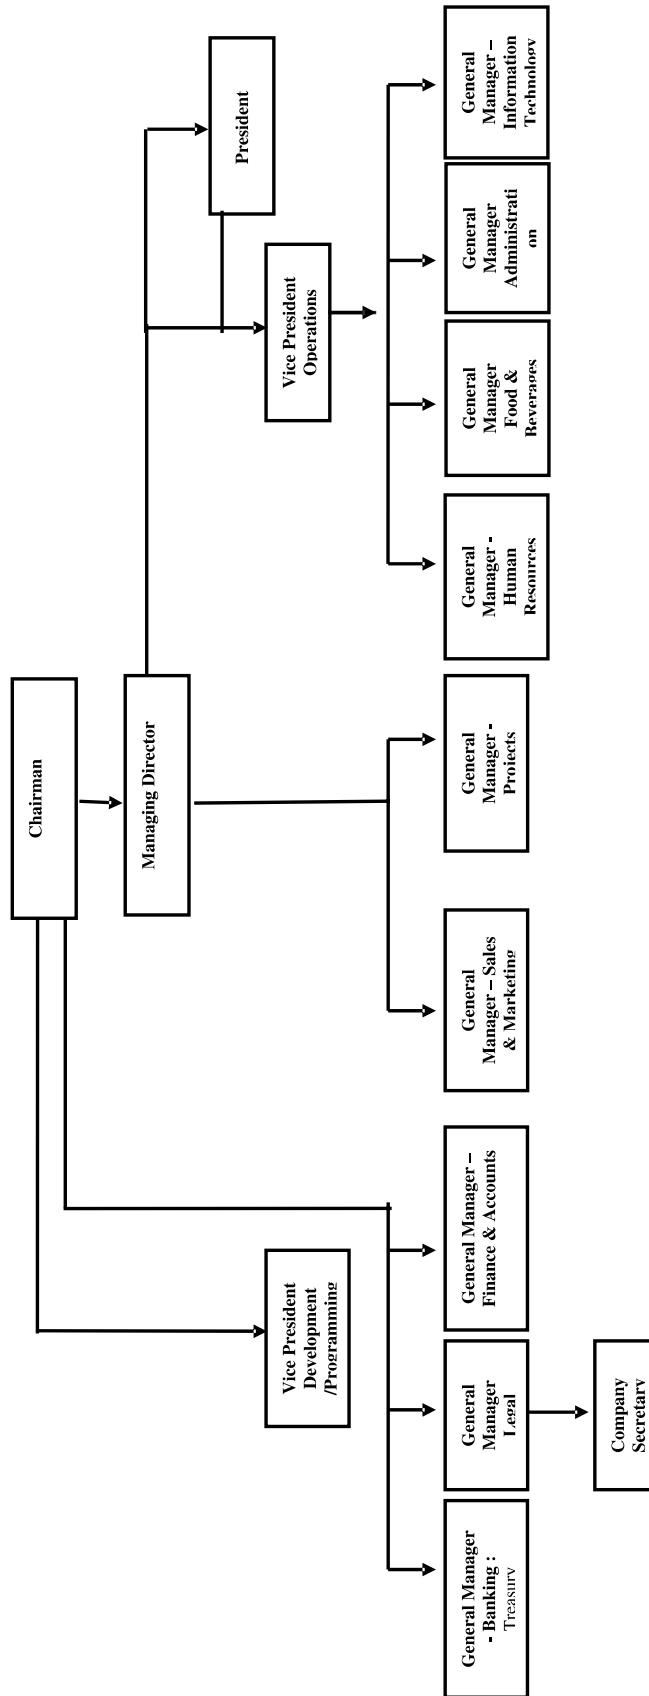 Chairman
Managing Director
President
Vice President
Operations
Vice President
Development
/Programming
General Manager
- Banking :
Treasury
General
Manager
Legal
General Manager –
Finance & Accounts
General
Manager – Sales
& Marketing
General
Manager -
Projects
General
Manager -
Human
Resources
General
Manager
Food &
Beverages
General
Manager
Administrati
on
General
Manager –
Information
Technology
Company
Secretary